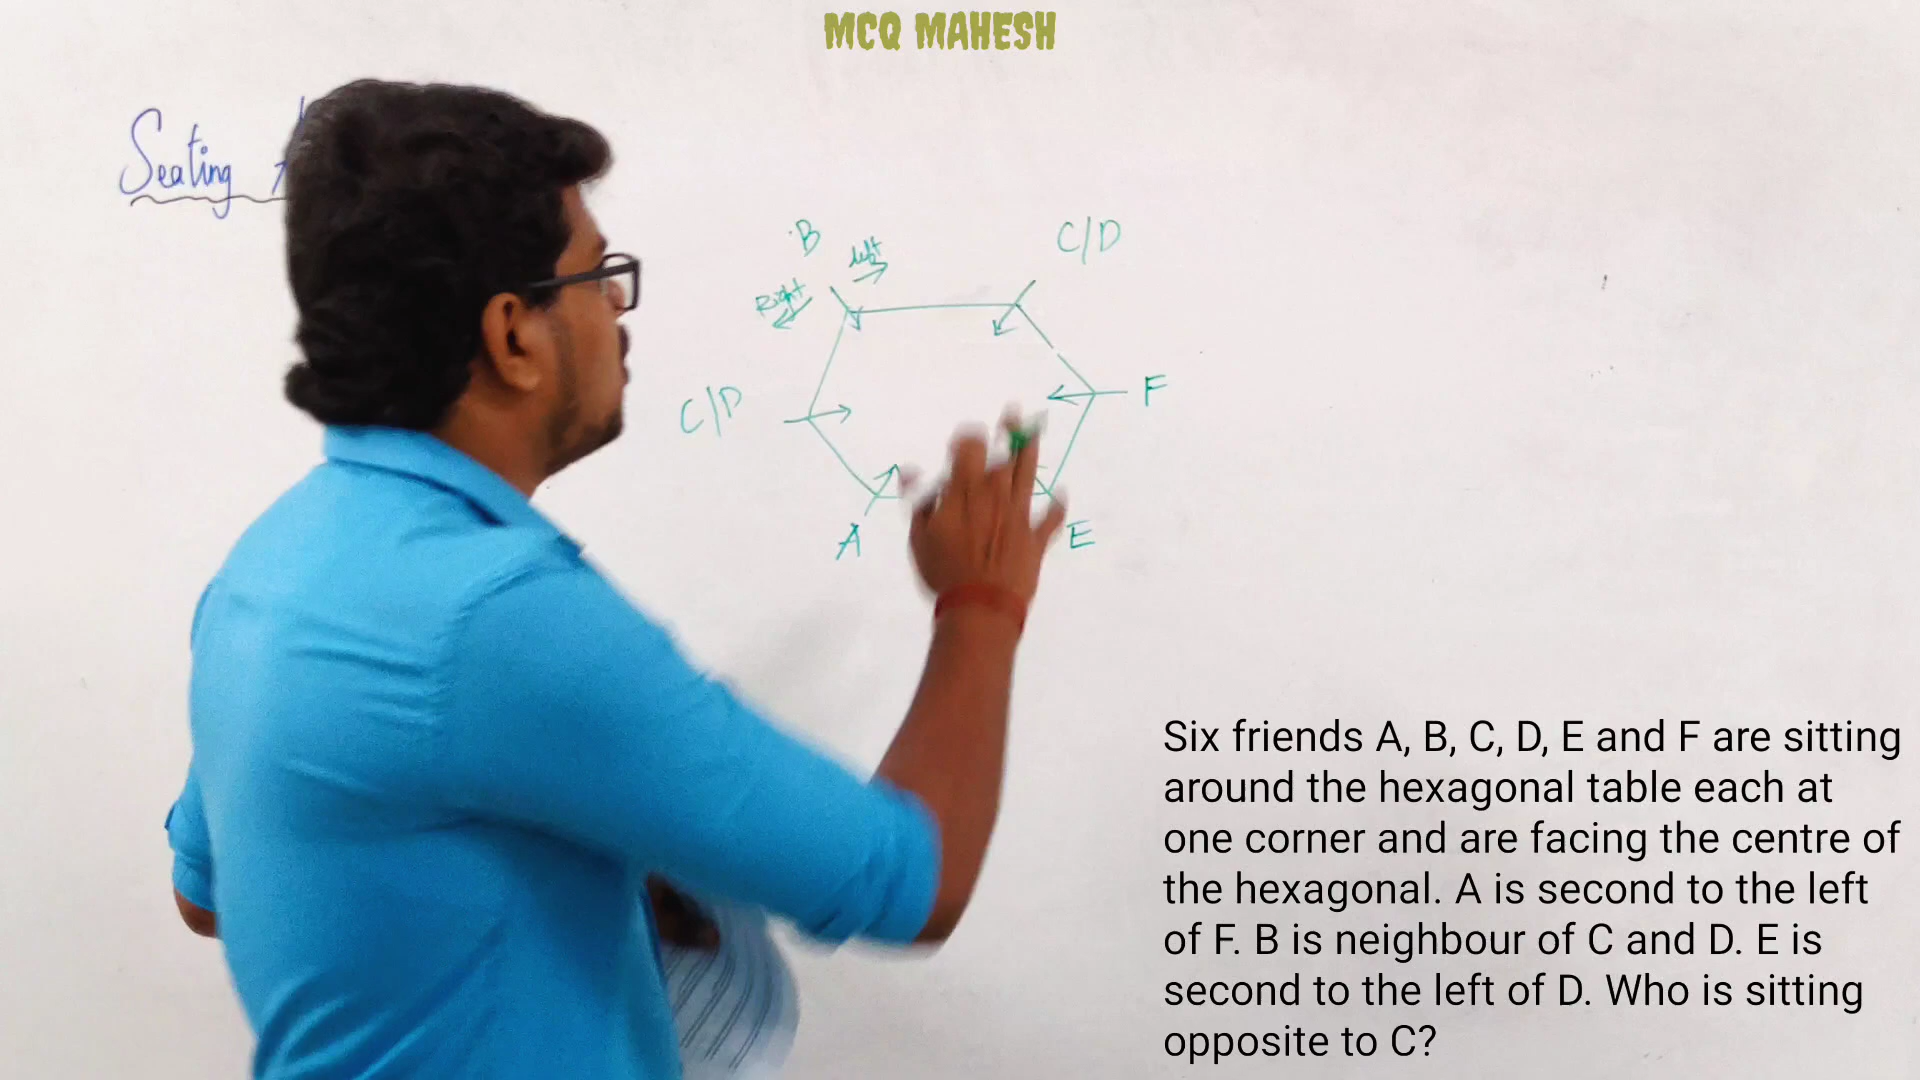 MCQ MAHESH
Seating
B
left
Right
C/D
C/D
F
A
E
Six friends A, B, C, D, E and F are sitting
around the hexagonal table each at
one corner and are facing the centre of
the hexagonal. A is second to the left
of F. B is neighbour of C and D. E is
second to the left of D. Who is sitting
opposite to C?